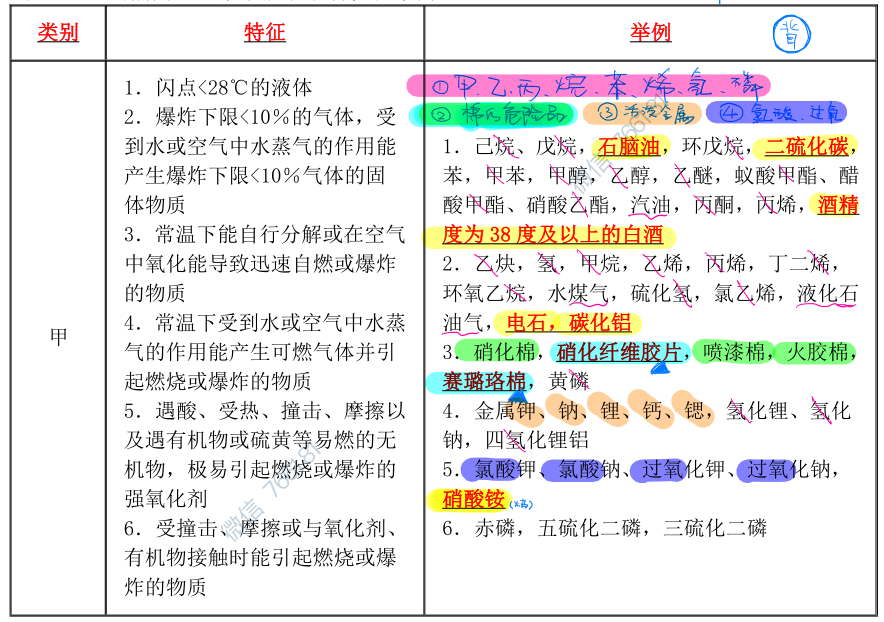 类别
特征
举例
背
甲
1．闪点<28℃的液体
2．爆炸下限<10％的气体，受
到水或空气中水蒸气的作用能
产生爆炸下限<10％气体的固
体物质
3．常温下能自行分解或在空气
中氧化能导致迅速自燃或爆炸
的物质
4．常温下受到水或空气中水蒸
气的作用能产生可燃气体并引
起燃烧或爆炸的物质
5．遇酸、受热、撞击、摩擦以
及遇有机物或硫黄等易燃的无
机物，极易引起燃烧或爆炸的
强氧化剂
6．受撞击、摩擦或与氧化剂、
有机物接触时能引起燃烧或爆
炸的物质
①甲、乙、丙、烷、苯、烯、氢、磷
②棉化危险品 ③活泼金属 ④氯酸、过氧
1．己烷、戊烷，石脑油，环戊烷，二硫化碳，
苯，甲苯，甲醇，乙醇，乙醚，蚁酸甲酯、醋
酸甲酯、硝酸乙酯，汽油，丙酮，丙烯，酒精
度为 38 度及以上的白酒
2．乙炔，氢，甲烷，乙烯，丙烯，丁二烯，
环氧乙烷，水煤气，硫化氢，氯乙烯，液化石
油气，电石，碳化铝
3．硝化棉，硝化纤维胶片，喷漆棉，火胶棉，
赛璐珞棉，黄磷
4．金属钾、钠、锂、钙、锶，氢化锂、氢化
钠，四氢化锂铝
5．氯酸钾、氯酸钠、过氧化钾、过氧化钠，
硝酸铵
6．赤磷，五硫化二磷，三硫化二磷
微信
微信